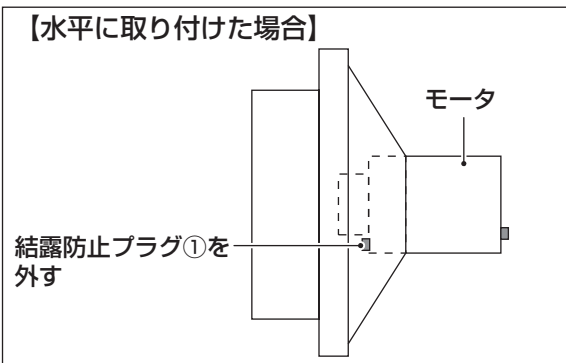 【水平に取り付けた場合】
モータ
結露防止プラグ①を
外す